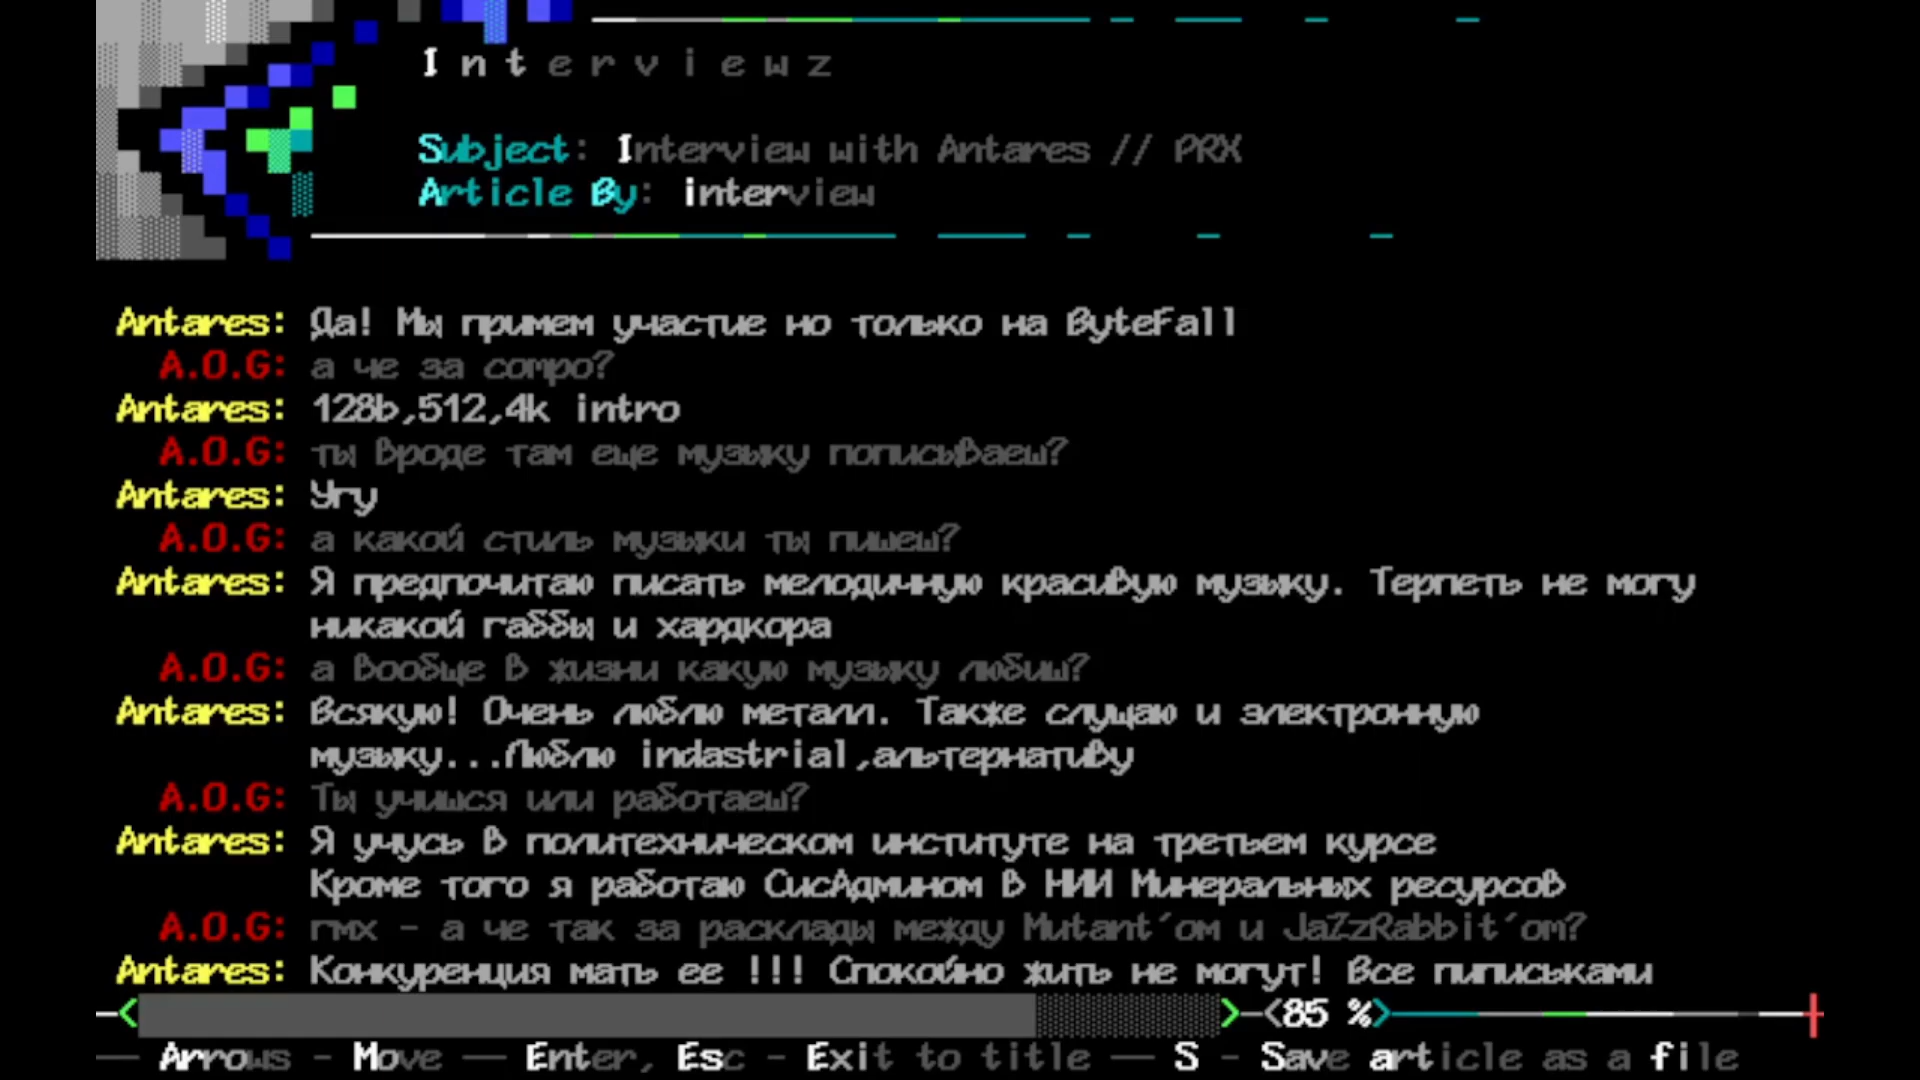 Interviewz
Subject: Interview with Antares // PRX
Article By: interview
Antares: Да! Мы примем участие но только на ByteFall
A.O.G: а че за compo?
Antares: 128b,512,4k intro
A.O.G: ты вроде там еще музыку пописываеш?
Antares: Угу
A.O.G: а какой стиль музыки ты пишеш?
Antares: Я предпочитаю писать мелодичную красивую музыку. Терпеть не могу
никакой габбы и хардкора
A.O.G: а вообще в жизни какую музыку любиш?
Antares: Всякую! Очень люблю металл. Также слущаю и электронную
музыку...Люблю indastrial,альтернативу
A.O.G: Ты учишся или работаеш?
Antares: Я учусь в политехническом институте на третьем курсе
Кроме того я работаю СисАдмином в НИИ Минеральных ресурсов
A.O.G: гмх - а че так за расклады между Mutant'ом и JaZzRabbit'om?
Antares: Конкуренция мать ее !!! Спокойно жить не могут! Все пиписьками
<85 %>
Arrows - Move — Enter, Esc - Exit to title — S - Save article as a file